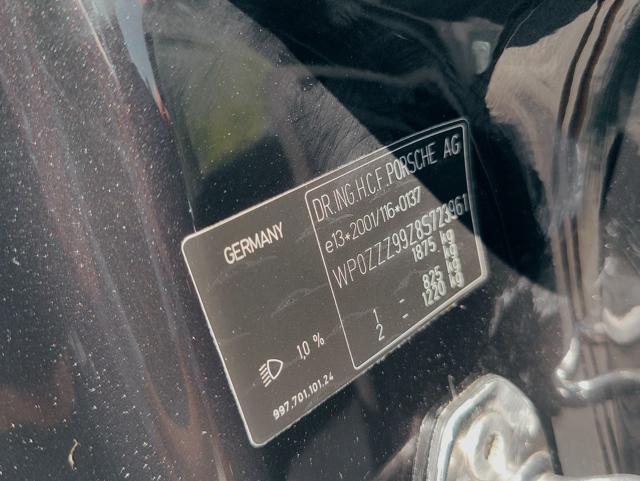 GERMANY
DR.ING.H.C.F.PORSCHE AG
e13*2001/116*0137
WP0ZZZ99Z8S723961
1875 kg
1 - 825 kg
2 - 1220 kg
1,0 %
997.701.101.24